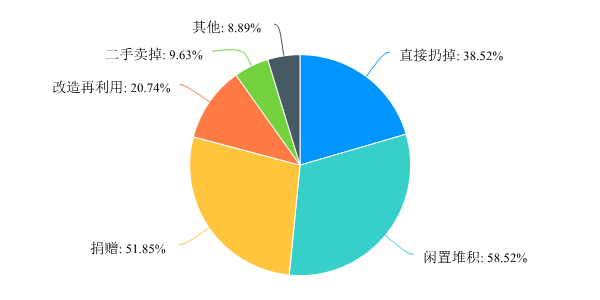 其他: 8.89%
二手卖掉: 9.63%
直接扔掉: 38.52%
改造再利用: 20.74%
捐赠: 51.85%
闲置堆积: 58.52%